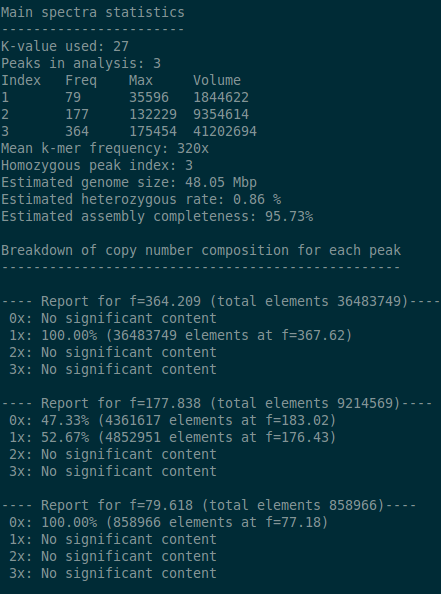 Main spectra statistics
-----------------------
K-value used: 27
Peaks in analysis: 3
Index   Freq    Max     Volume
1       79      35596   1844622
2       177     132229  9354614
3       364     175454  41202694
Mean k-mer frequency: 320x
Homozygous peak index: 3
Estimated genome size: 48.05 Mbp
Estimated heterozygous rate: 0.86 %
Estimated assembly completeness: 95.73%

Breakdown of copy number composition for each peak
--------------------------------------------------

---- Report for f=364.209 (total elements 36483749)----
 0x: No significant content
 1x: 100.00% (36483749 elements at f=367.62)
 2x: No significant content
 3x: No significant content

---- Report for f=177.838 (total elements 9214569)----
 0x: 47.33% (4361617 elements at f=183.02)
 1x: 52.67% (4852951 elements at f=176.43)
 2x: No significant content
 3x: No significant content

---- Report for f=79.618 (total elements 858966)----
 0x: 100.00% (858966 elements at f=77.18)
 1x: No significant content
 2x: No significant content
 3x: No significant content